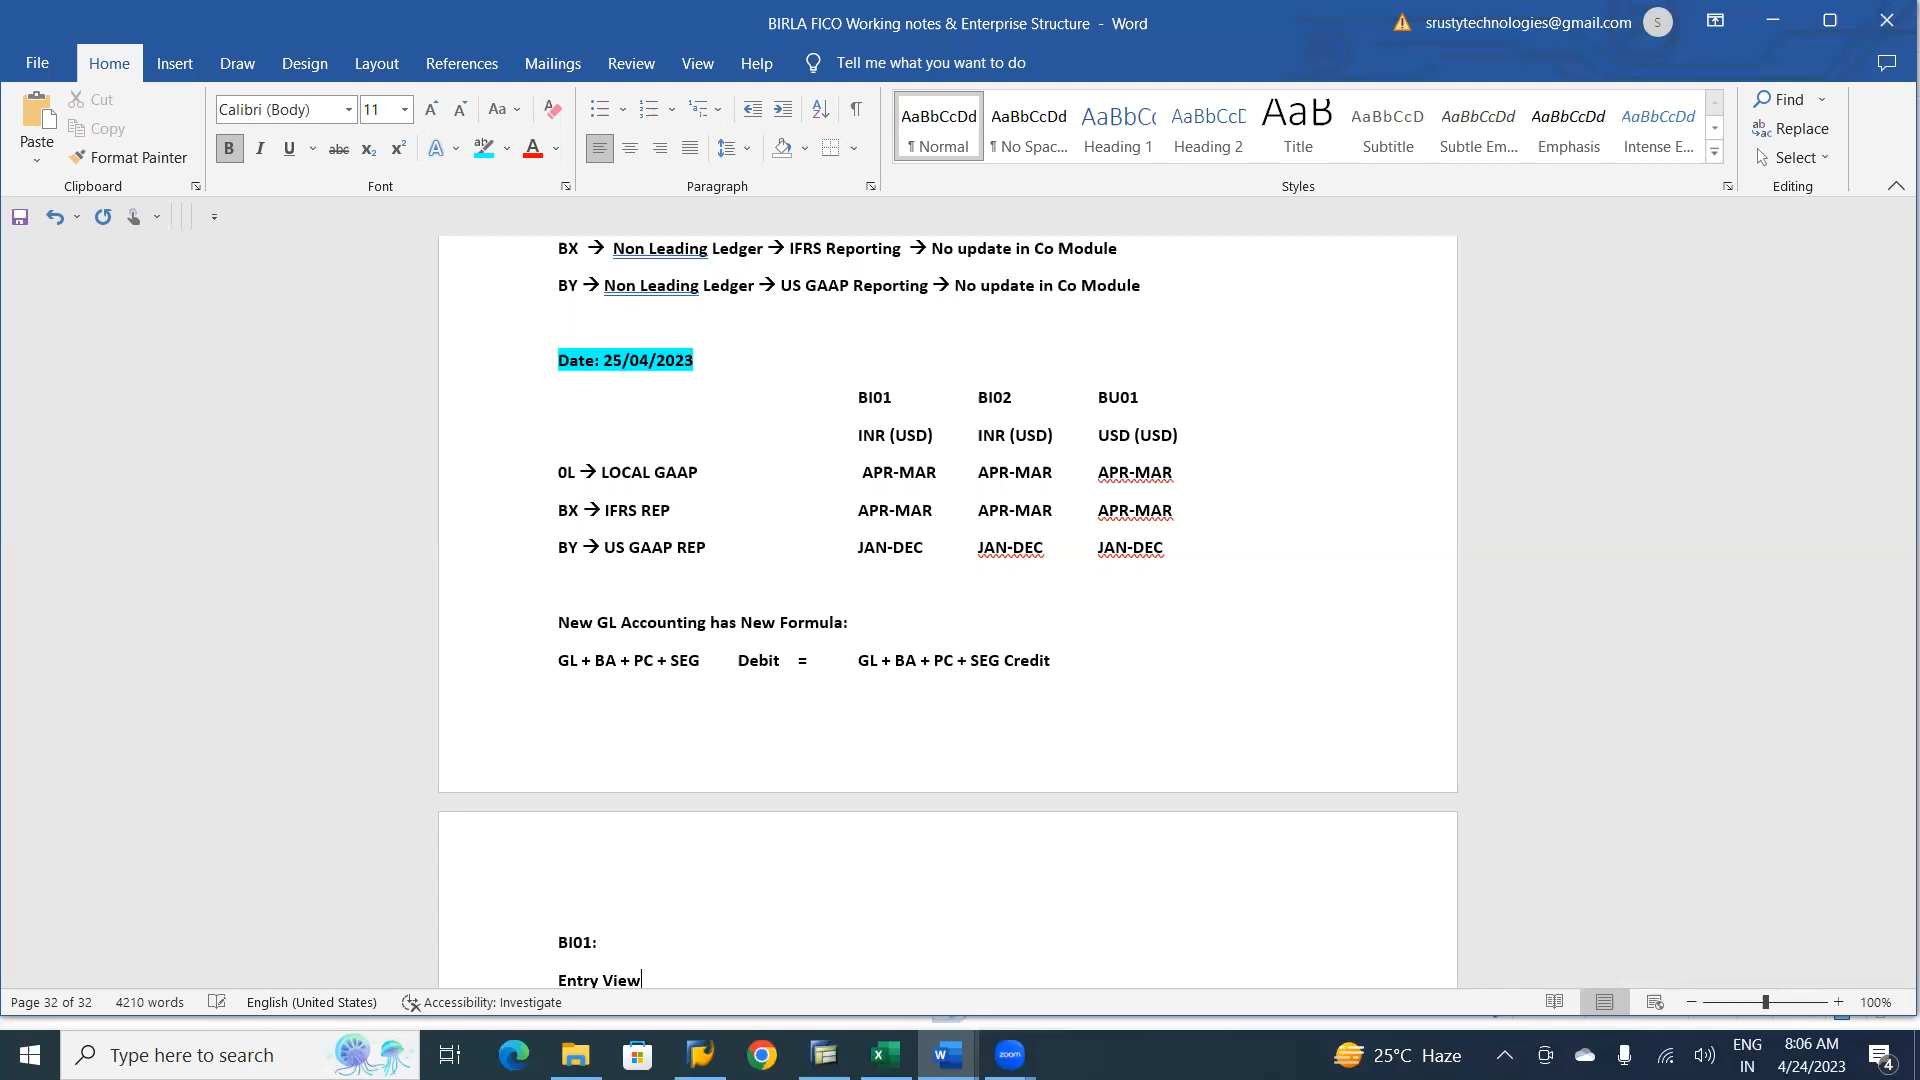 BIRLA FICO Working notes & Enterprise Structure - Word
srustytechnologies@gmail.com S
File Home Insert Draw Design Layout References Mailings Review View Help Tell me what you want to do
Paste
Cut
Copy
Format Painter
Clipboard
Calibri (Body) 11
Font
Paragraph
AaBbCcDd AaBbCcDd AaBbCc AaBbCcD AaB AaBbCcD AaBbCcDd AaBbCcDd AaBbCcDd
¶ Normal ¶ No Spac... Heading 1 Heading 2 Title Subtitle Subtle Em... Emphasis Intense E...
Styles
Find
Replace
Select
Editing
BX → Non Leading Ledger → IFRS Reporting → No update in Co Module
BY → Non Leading Ledger → US GAAP Reporting → No update in Co Module
Date: 25/04/2023
BI01 BI02 BU01
INR (USD) INR (USD) USD (USD)
0L → LOCAL GAAP APR-MAR APR-MAR APR-MAR
BX → IFRS REP APR-MAR APR-MAR APR-MAR
BY → US GAAP REP JAN-DEC JAN-DEC JAN-DEC
New GL Accounting has New Formula:
GL + BA + PC + SEG Debit = GL + BA + PC + SEG Credit
BI01:
Entry View
Page 32 of 32 4210 words English (United States) Accessibility: Investigate 100%
Type here to search
zoom
25°C Haze
ENG
IN
8:06 AM
4/24/2023
4